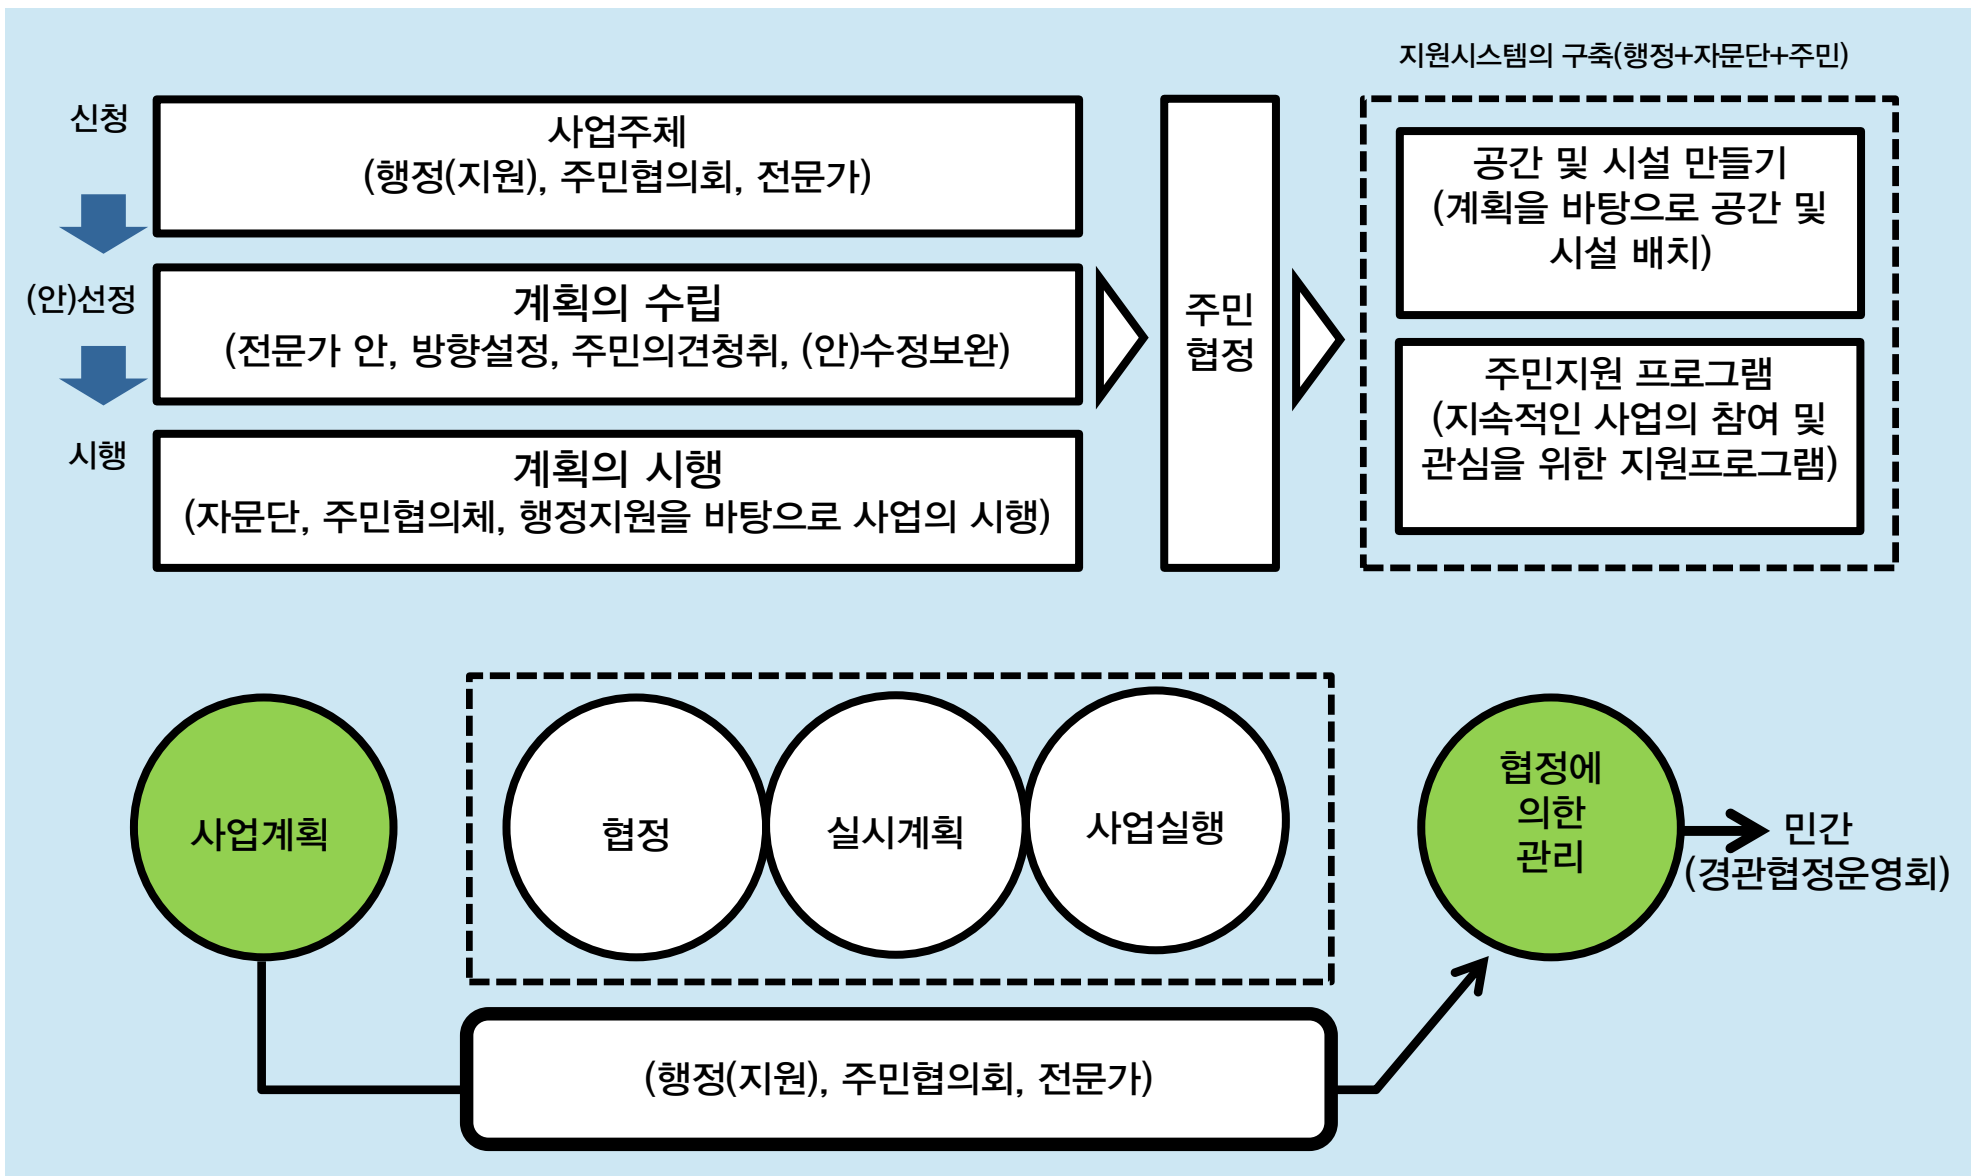 지원시스템의 구축(행정+자문단+주민)
신청
사업주체
(행정(지원), 주민협의회, 전문가)
(안)선정
계획의 수립
(전문가 안, 방향설정, 주민의견청취, (안)수정보완)
시행
계획의 시행
(자문단, 주민협의체, 행정지원을 바탕으로 사업의 시행)
주민
협정
공간 및 시설 만들기
(계획을 바탕으로 공간 및
시설 배치)
주민지원 프로그램
(지속적인 사업의 참여 및
관심을 위한 지원프로그램)
사업계획
협정
실시계획
사업실행
협정에
의한
관리
민간
(경관협정운영회)
(행정(지원), 주민협의회, 전문가)